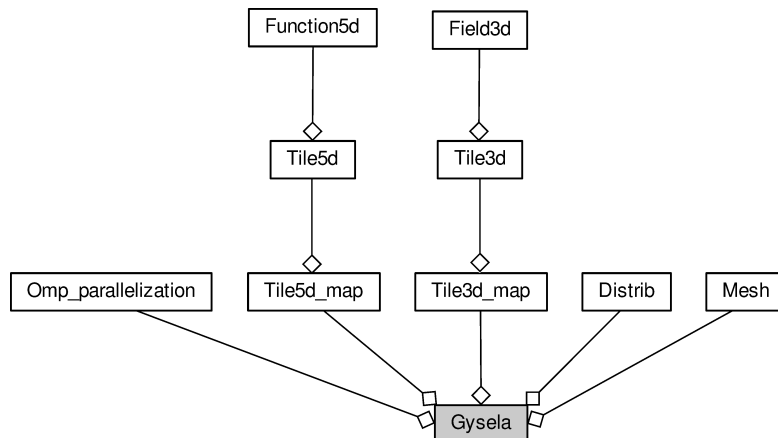 Function5d
Field3d
Tile5d
Tile3d
Omp_parallelization
Tile5d_map
Tile3d_map
Distrib
Mesh
Gysela